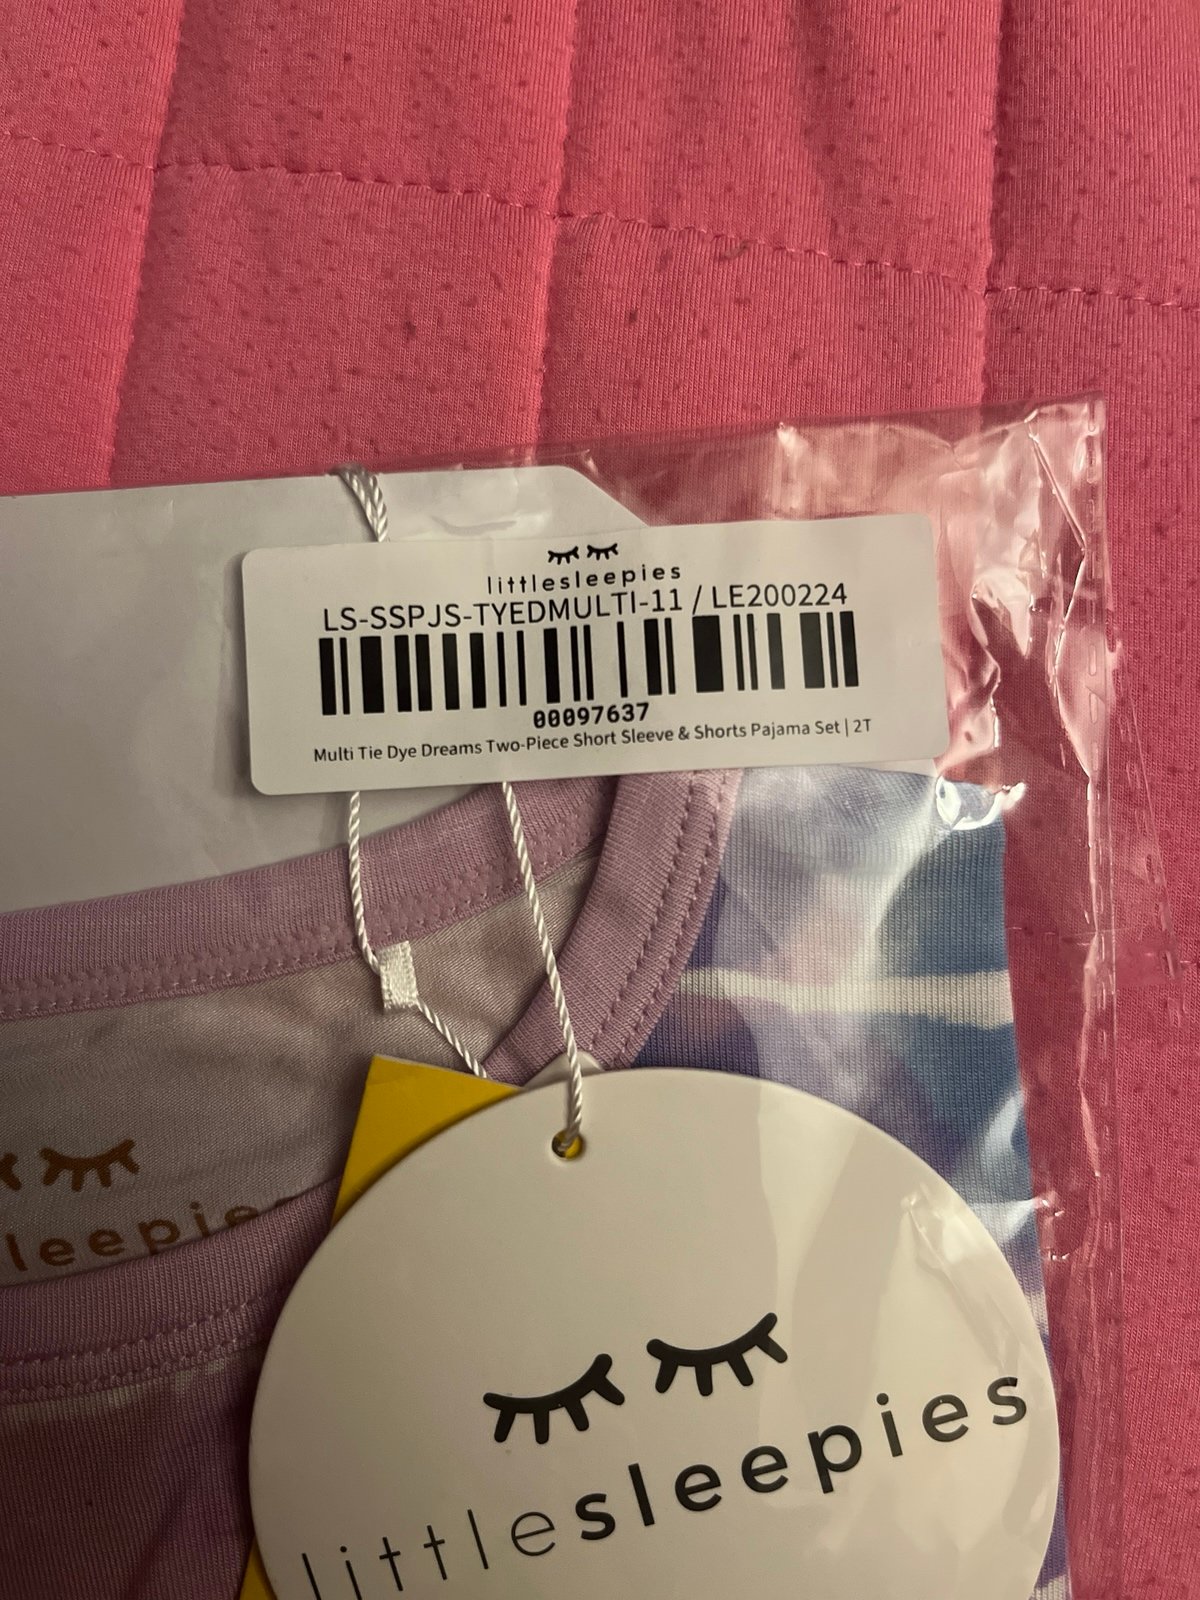 littlesleepies
LS-SSPJS-TYEDMULTI-11 / LE200224
00097637
Multi Tie Dye Dreams Two-Piece Short Sleeve & Shorts Pajama Set | 2T
leepies
littlesleepies